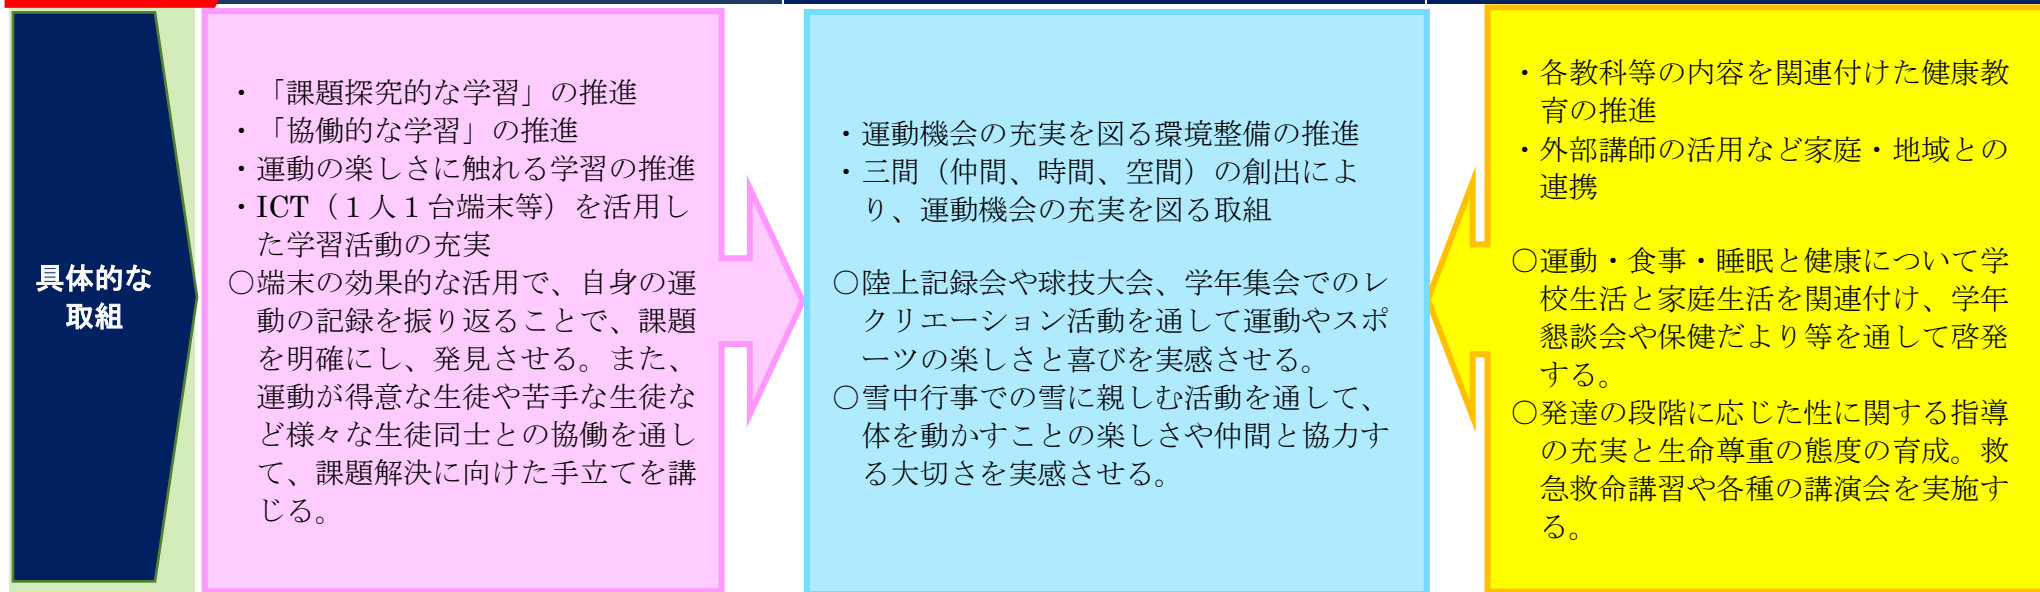 具体的な
取組
・「課題探究的な学習」の推進
・「協働的な学習」の推進
・運動の楽しさに触れる学習の推進
・ICT（１人１台端末等）を活用し
た学習活動の充実
○端末の効果的な活用で、自身の運
動の記録を振り返ることで、課題
を明確にし、発見させる。また、
運動が得意な生徒や苦手な生徒な
ど様々な生徒同士との協働を通し
て、課題解決に向けた手立てを講
じる。
・運動機会の充実を図る環境整備の推進
・三間（仲間、時間、空間）の創出によ
り、運動機会の充実を図る取組
○陸上記録会や球技大会、学年集会でのレ
クリエーション活動を通して運動やスポ
ーツの楽しさと喜びを実感させる。
○雪中行事での雪に親しむ活動を通して、
体を動かすことの楽しさや仲間と協力す
る大切さを実感させる。
・各教科等の内容を関連付けた健康教
育の推進
・外部講師の活用など家庭・地域との
連携
○運動・食事・睡眠と健康について学
校生活と家庭生活を関連付け、学年
懇談会や保健だより等を通して啓発
する。
○発達の段階に応じた性に関する指導
の充実と生命尊重の態度の育成。救
急救命講習や各種の講演会を実施す
る。